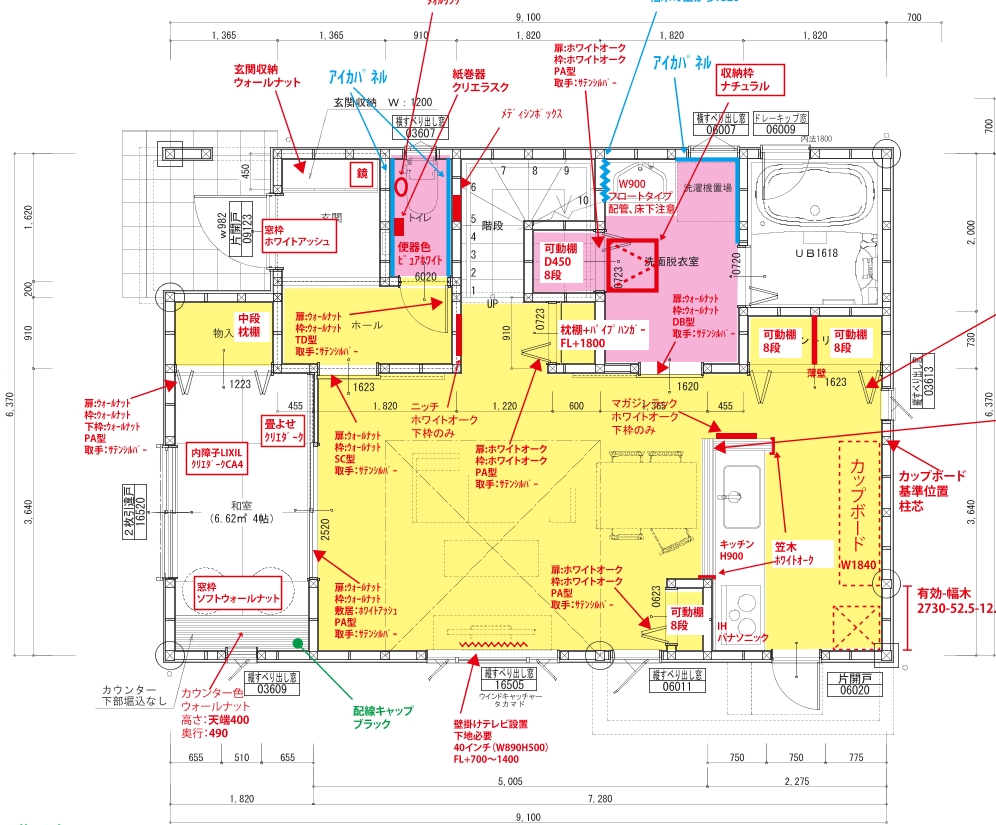 ﾀｵﾙﾘﾝｸﾞ
9,100
700
1,365
1,365
910
1,820
1,820
1,820
扉:ホワイトオーク
枠:ホワイトオーク
PA型
取手:ｻﾃﾝｼﾙﾊﾞｰ
玄関収納
ウォールナット
アイカﾊﾟﾈﾙ
紙巻器
クリエラスク
アイカﾊﾟﾈﾙ
収納枠
ナチュラル
玄関収納 W:1200
ﾒﾃﾞｨｼﾝﾎﾞｯｸｽ
横すべり出し窓
03607
横すべり出し窓
06007
ドレーキップ窓
06009
内法1800
700
450
鏡
7
8
9
6
10
5
4
3
2
1
W900
フロートタイプ
配管、床下注意
洗濯機置場
1,620
w982
片開戸
09123
玄関
窓枠
ホワイトアッシュ
トイレ
便器色
ﾋﾟｭｱﾎﾜｲﾄ
階段
可動棚
D450
8段
洗面脱衣室
0723
0720
UB1618
2,000
6020
UP
200
中段
枕棚
物入
扉:ｳｫｰﾙﾅｯﾄ
枠:ｳｫｰﾙﾅｯﾄ
TD型
取手:ｻﾃﾝｼﾙﾊﾞｰ
ホール
910
910
0723
枕棚+ﾊﾟｲﾌﾟﾊﾝｶﾞｰ
FL+1800
扉:ｳｫｰﾙﾅｯﾄ
枠:ｳｫｰﾙﾅｯﾄ
DB型
取手:ｻﾃﾝｼﾙﾊﾞｰ
可動棚
8段
可動棚
8段
薄壁
730
1223
1623
1620
1623
縦すべり出し窓
03613
6,370
6,370
扉:ｳｫｰﾙﾅｯﾄ
枠:ｳｫｰﾙﾅｯﾄ
下枠:ｳｫｰﾙﾅｯﾄ
PA型
取手:ｻﾃﾝｼﾙﾊﾞｰ
455
1,820
1,220
600
1,365
455
畳よせ
ｸﾘｴﾀﾞｰｸ
ニッチ
ホワイトオーク
下枠のみ
マガジンラック
ホワイトオーク
下枠のみ
扉:ｳｫｰﾙﾅｯﾄ
枠:ｳｫｰﾙﾅｯﾄ
SC型
取手:ｻﾃﾝｼﾙﾊﾞｰ
扉:ホワイトオーク
枠:ホワイトオーク
PA型
取手:ｻﾃﾝｼﾙﾊﾞｰ
内障子LIXIL
ｸﾘｴﾀﾞｰｸCA4
カップボード
W1840
カップボード
基準位置
柱芯
2枚引違戸
16520
和室
(6.62㎡ 4帖)
2520
3,640
3,640
キッチン
H900
笠木
ﾎﾜｲﾄｵｰｸ
窓枠
ソフトウォールナット
扉:ｳｫｰﾙﾅｯﾄ
枠:ｳｫｰﾙﾅｯﾄ
敷居:ﾎﾜｲﾄｱｯｼｭ
PA型
取手:ｻﾃﾝｼﾙﾊﾞｰ
扉:ホワイトオーク
枠:ホワイトオーク
PA型
取手:ｻﾃﾝｼﾙﾊﾞｰ
0623
可動棚
8段
IH
パナソニック
有効-幅木
2730-52.5-12.
カウンター
下部堀込なし
カウンター色
ウォールナット
高さ:天端400
奥行:490
縦すべり出し窓
03609
配線キャップ
ブラック
縦すべり出し窓
16505
ウインドキャッチャー
タカマド
縦すべり出し窓
06011
片開戸
06020
壁掛けテレビ設置
下地必要
40インチ(W890H500)
FL+700～1400
655
510
655
750
750
775
5,005
2,275
1,820
7,280
9,100